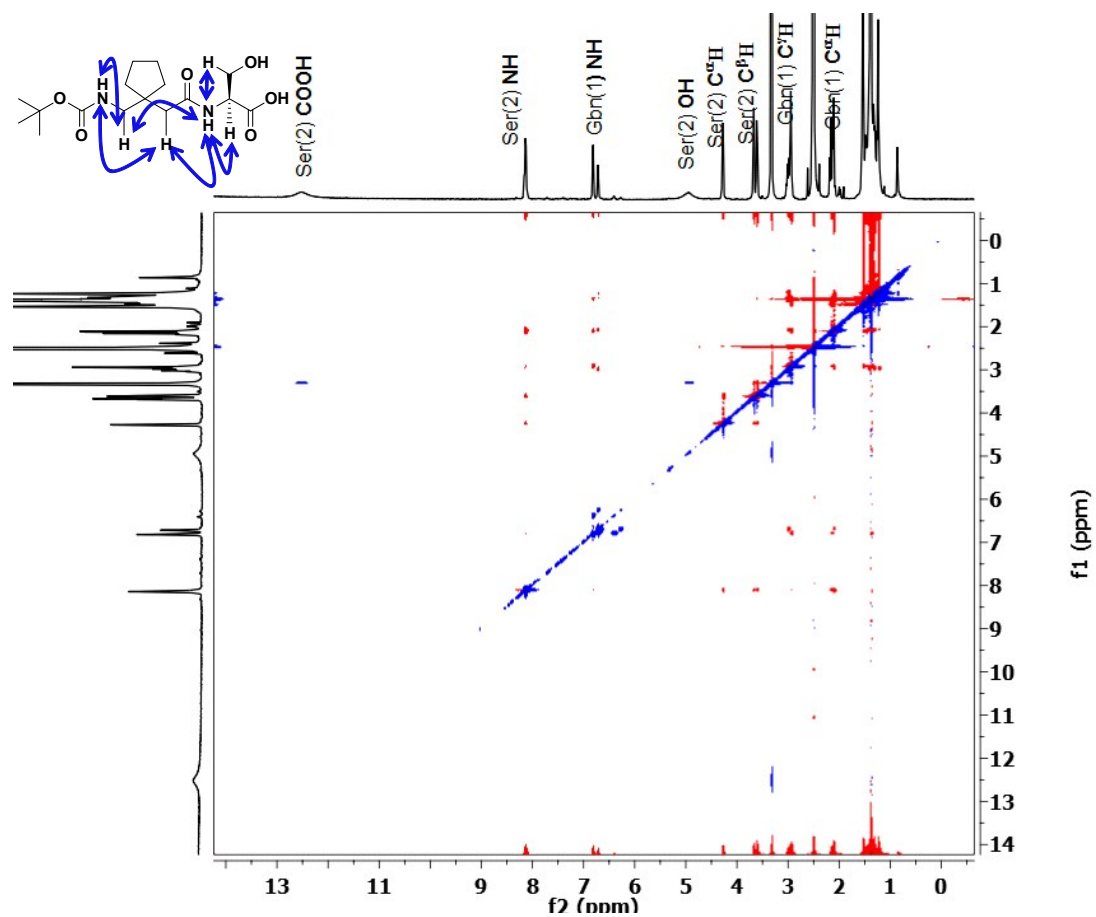 H
OH
H
N
O
O
N
H
H
O
OH
O
H
H
Ser(2) COOH
Ser(2) NH
Gbn(1) NH
Ser(2) OH
Ser(2) CᵅH
Ser(2) CᵝH
Gbn(1) CᵞH
Gbn(1) CᵅH
0
1
2
3
4
5
6
7
8
9
10
11
12
13
14
f1 (ppm)
13 11 9 8 7 6 5 4 3 2 1 0
f2 (ppm)